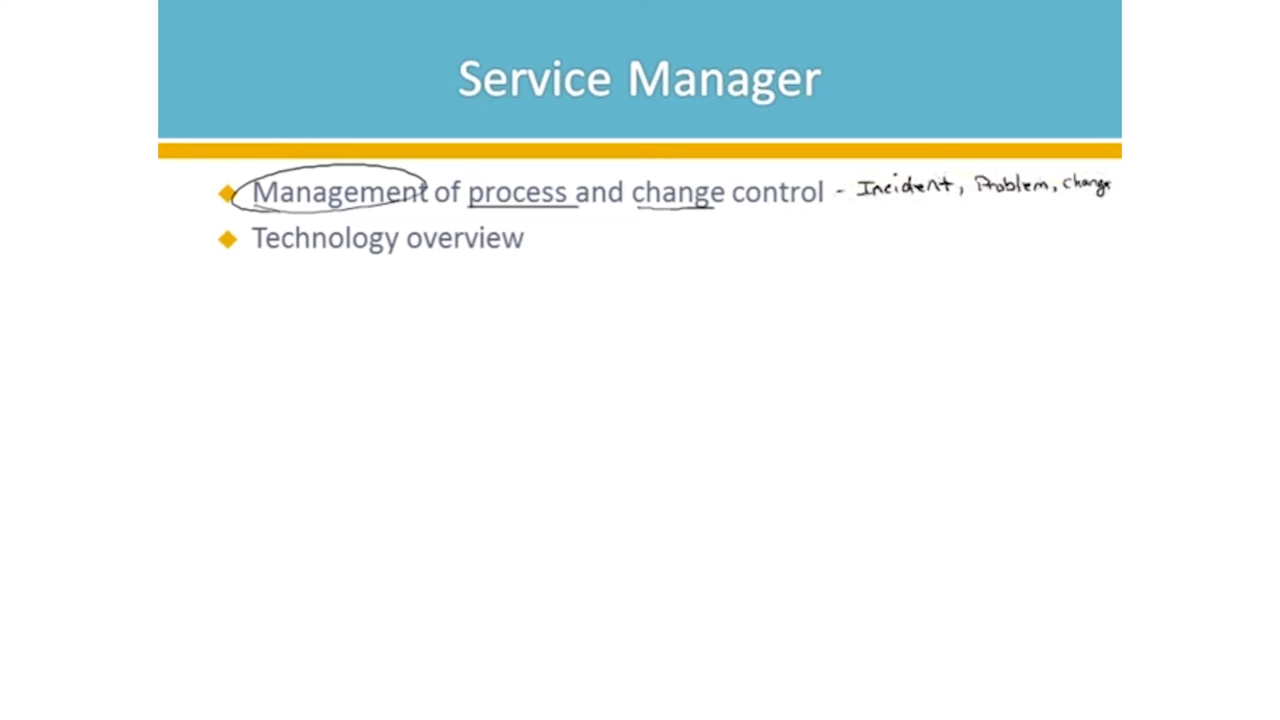 Service Manager
Management of process and change control - Incident, Problem, change
Technology overview